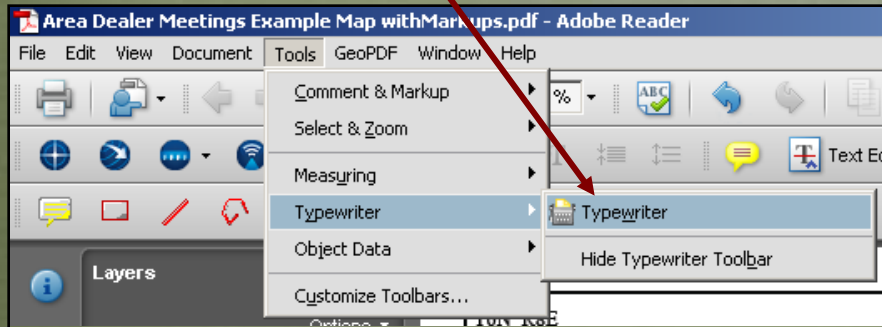 Area Dealer Meetings Example Map withMarkups.pdf - Adobe Reader
File Edit View Document Tools GeoPDF Window Help
Comment & Markup
% ABC
Select & Zoom
Text
Measuring
Typewriter Typewriter
Object Data Hide Typewriter Toolbar
Layers
Customize Toolbars...
Options